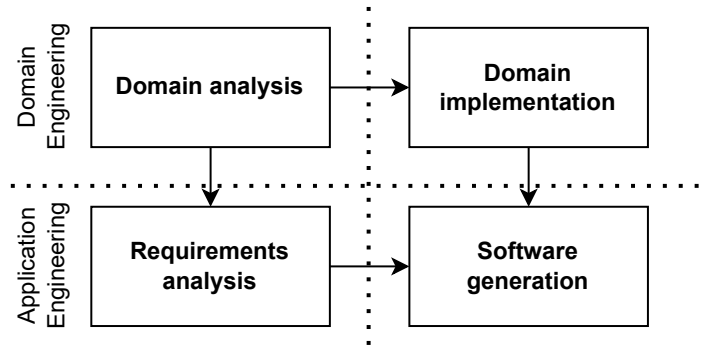 Domain
Engineering
Domain analysis
Domain
implementation
Application
Engineering
Requirements
analysis
Software
generation